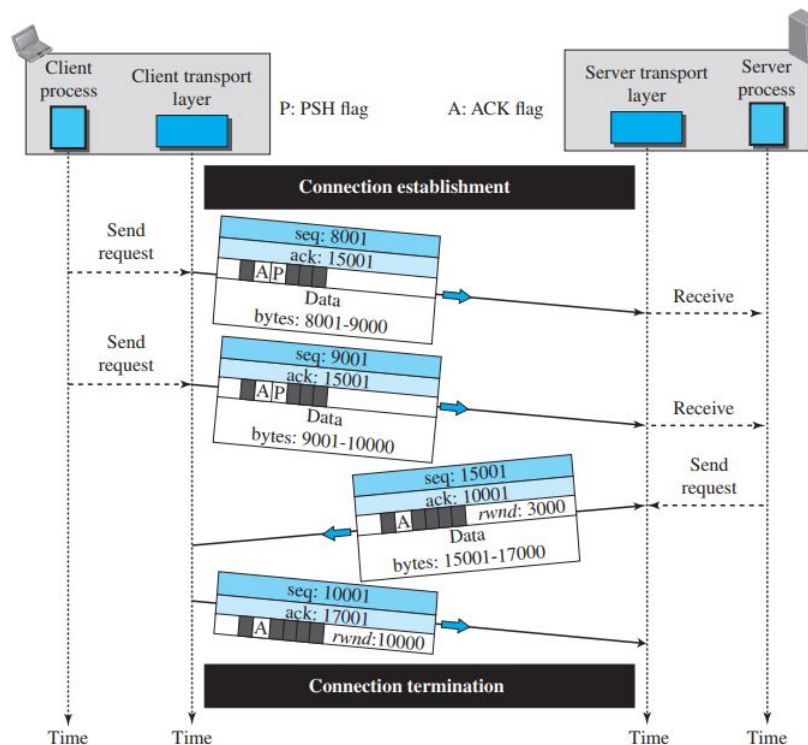 Client
process
Client transport
layer
P: PSH flag
A: ACK flag
Server transport
layer
Server
process
Connection establishment
Send
request
seq: 8001
ack: 15001
A P
Data
bytes: 8001-9000
Receive
Send
request
seq: 9001
ack: 15001
A P
Data
bytes: 9001-10000
Receive
seq: 15001
ack: 10001
A rwnd: 3000
Data
bytes: 15001-17000
Send
request
seq: 10001
ack: 17001
A rwnd:10000
Connection termination
Time
Time
Time
Time